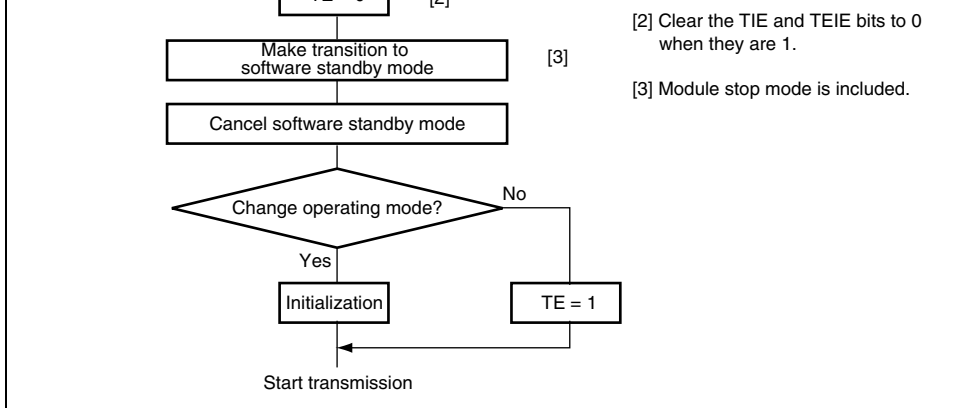 [2]
[2] Clear the TIE and TEIE bits to 0
when they are 1.
Make transition to
software standby mode
[3]
[3] Module stop mode is included.
Cancel software standby mode
Change operating mode?
No
Yes
Initialization
TE = 1
Start transmission